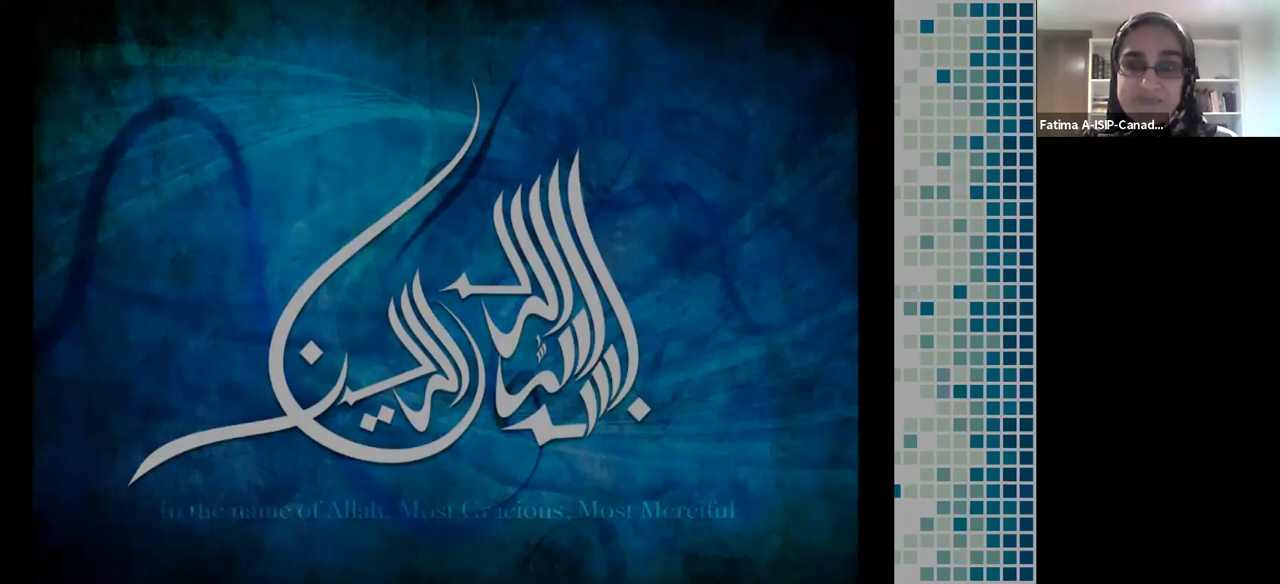 بسم الله الرحمن الرحيم
In the name of Allah, Most Gracious, Most Merciful
Fatima A-ISIP-Canad...